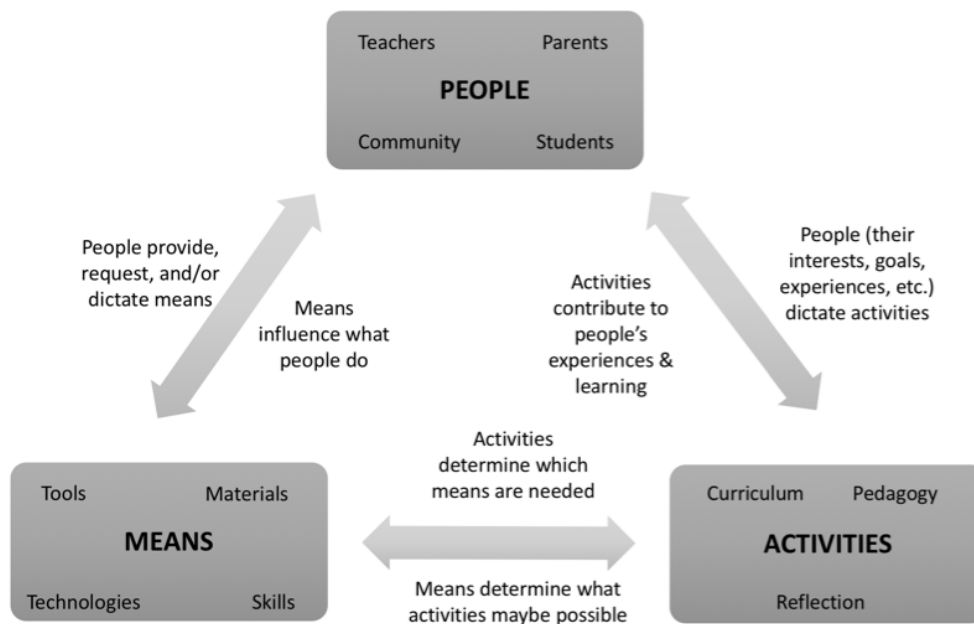 Teachers Parents
PEOPLE
Community Students
People provide,
request, and/or
dictate means
Means
influence what
people do
Activities
contribute to
people’s
experiences &
learning
People (their
interests, goals,
experiences, etc.)
dictate activities
Activities
determine which
means are needed
Means determine what
activities maybe possible
Tools Materials
MEANS
Technologies Skills
Curriculum Pedagogy
ACTIVITIES
Reflection